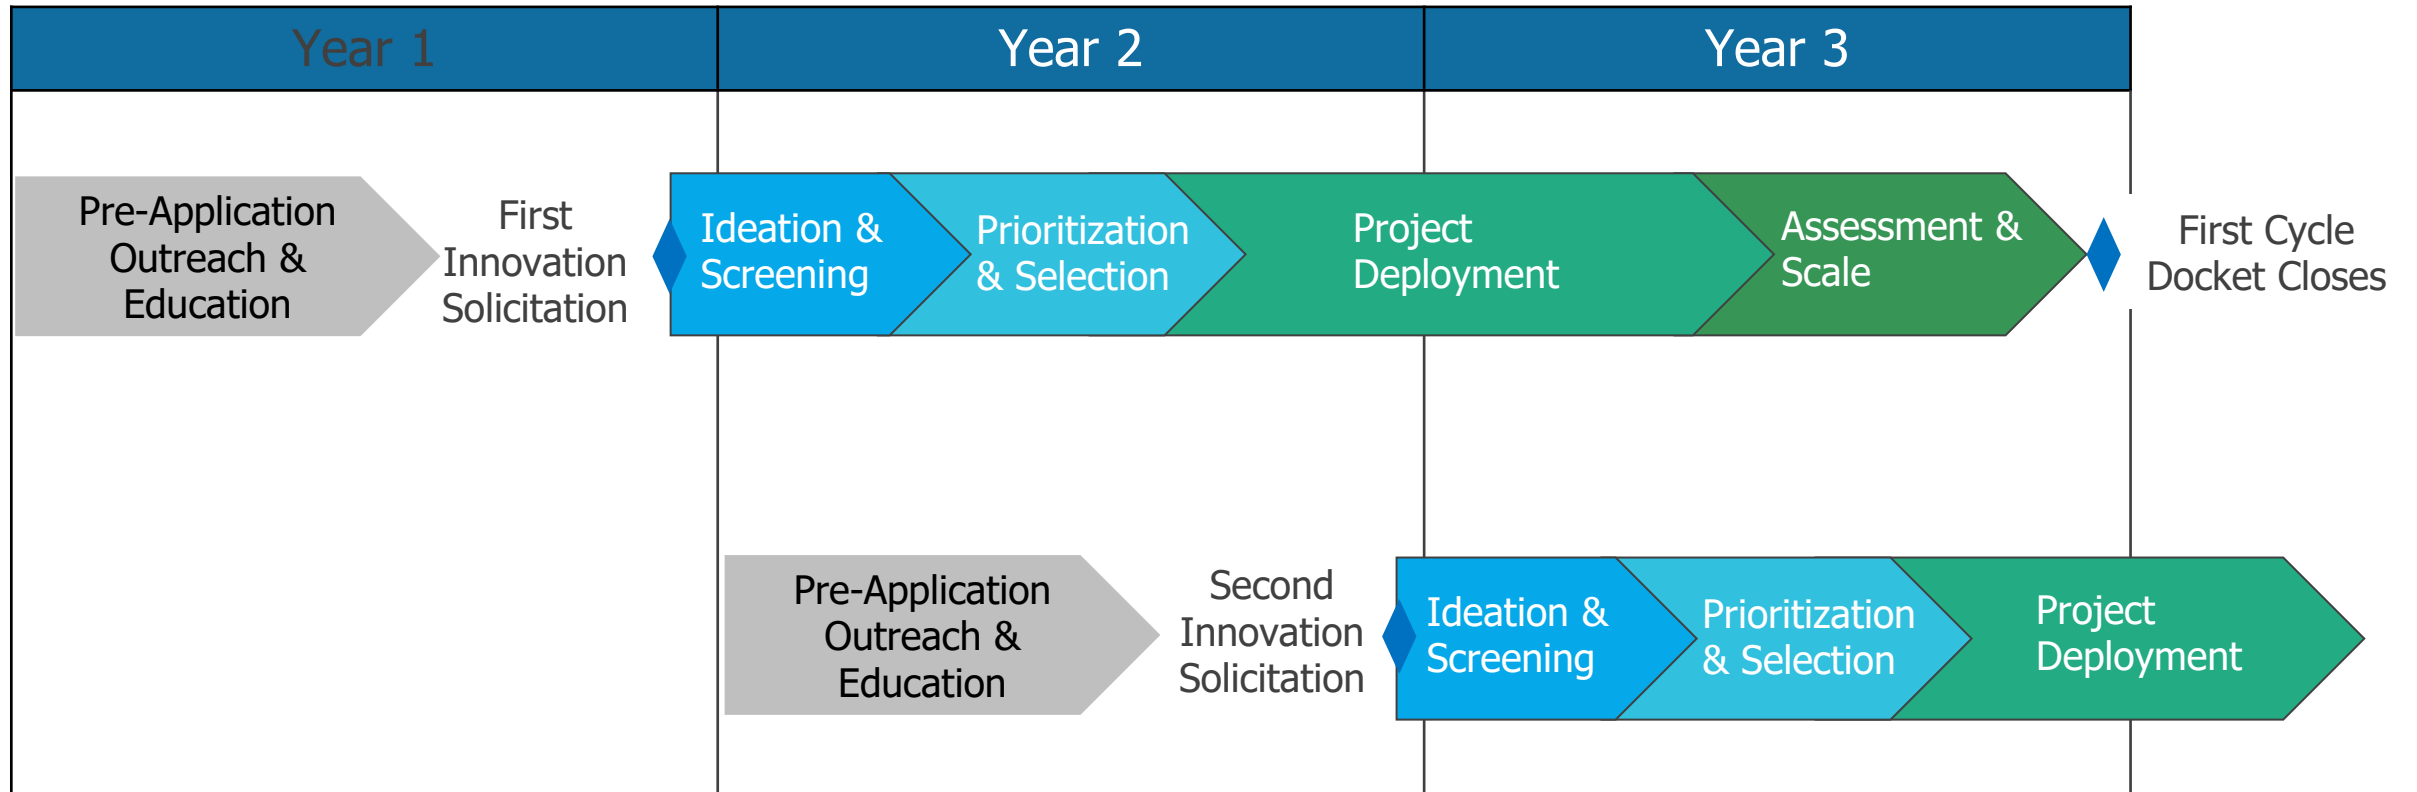 Year 1
Year 2
Year 3
Pre-Application
Outreach &
Education
First
Innovation
Solicitation
Ideation &
Screening
Prioritization
& Selection
Project
Deployment
Assessment &
Scale
First Cycle
Docket Closes
Pre-Application
Outreach &
Education
Second
Innovation
Solicitation
Ideation &
Screening
Prioritization
& Selection
Project
Deployment